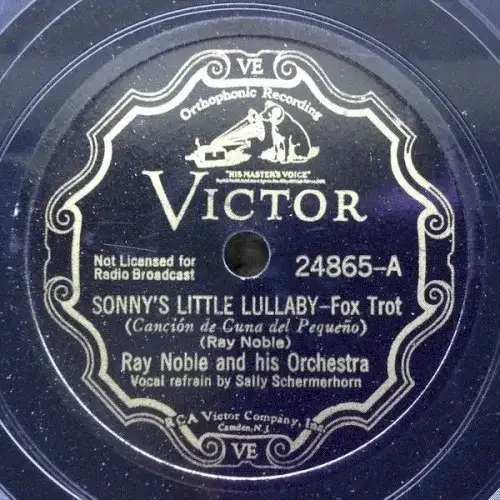 VE
Orthophonic Recording
"HIS MASTER'S VOICE"
VICTOR
Not Licensed for
Radio Broadcast
24865-A
SONNY'S LITTLE LULLABY-Fox Trot
(Canción de Cuna del Pequeño)
(Ray Noble)
Ray Noble and his Orchestra
Vocal refrain by Sally Schermerhorn
RCA Victor Company, Inc.
Camden, N.J.
VE